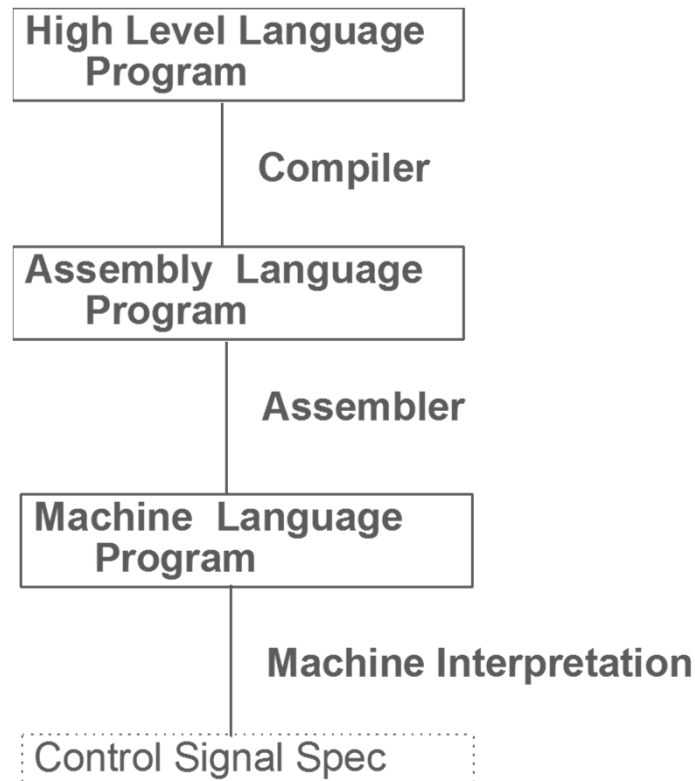 High Level Language
Program
Compiler
Assembly Language
Program
Assembler
Machine Language
Program
Machine Interpretation
Control Signal Spec